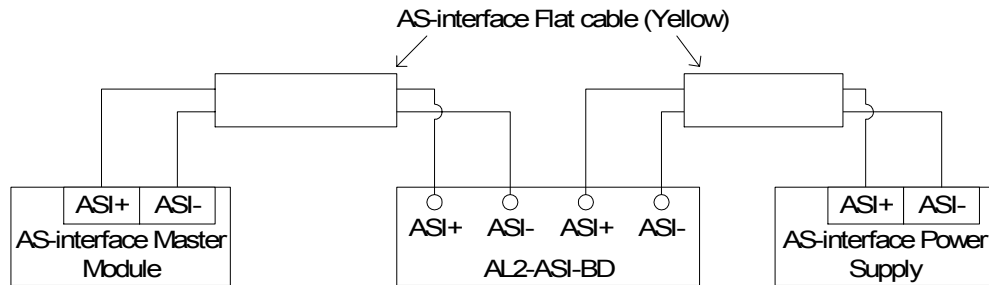 AS-interface Flat cable (Yellow)
ASI+ ASI-
AS-interface Master
Module
ASI+ ASI- ASI+ ASI-
AL2-ASI-BD
ASI+ ASI-
AS-interface Power
Supply